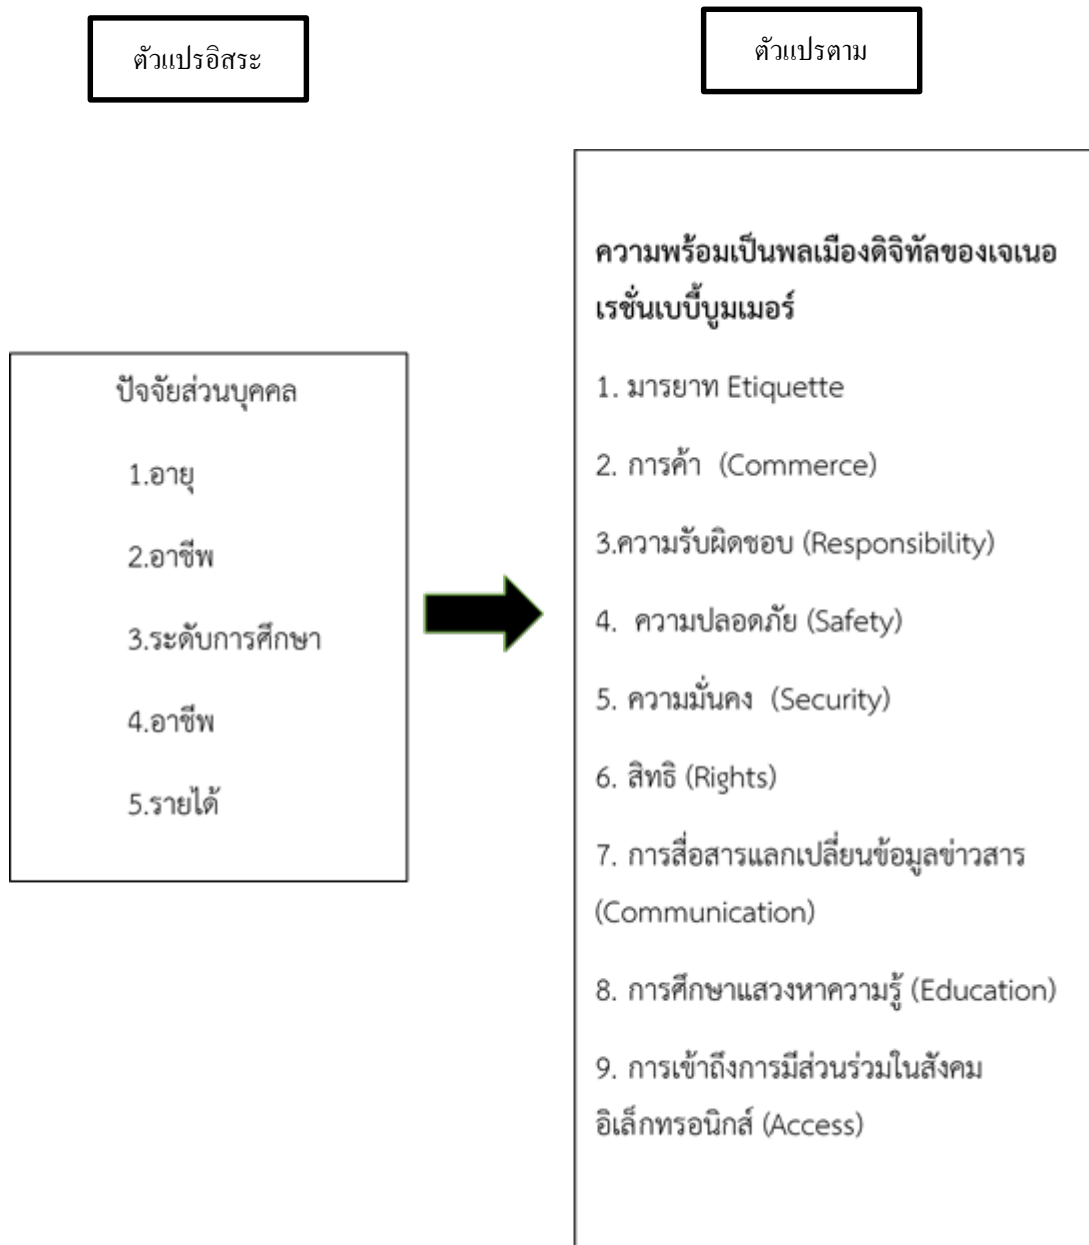 ตัวแปรอิสระ
ตัวแปรตาม
ปัจจัยส่วนบุคคล
1.อายุ
2.อาชีพ
3.ระดับการศึกษา
4.อาชีพ
5.รายได้
ความพร้อมเป็นพลเมืองดิจิทัลของเจเนอ
เรชั่นเบบี้บูมเมอร์
1. มารยาท Etiquette
2. การค้า (Commerce)
3.ความรับผิดชอบ (Responsibility)
4. ความปลอดภัย (Safety)
5. ความมั่นคง (Security)
6. สิทธิ (Rights)
7. การสื่อสารแลกเปลี่ยนข้อมูลข่าวสาร
(Communication)
8. การศึกษาแสวงหาความรู้ (Education)
9. การเข้าถึงการมีส่วนร่วมในสังคม
อิเล็กทรอนิกส์ (Access)